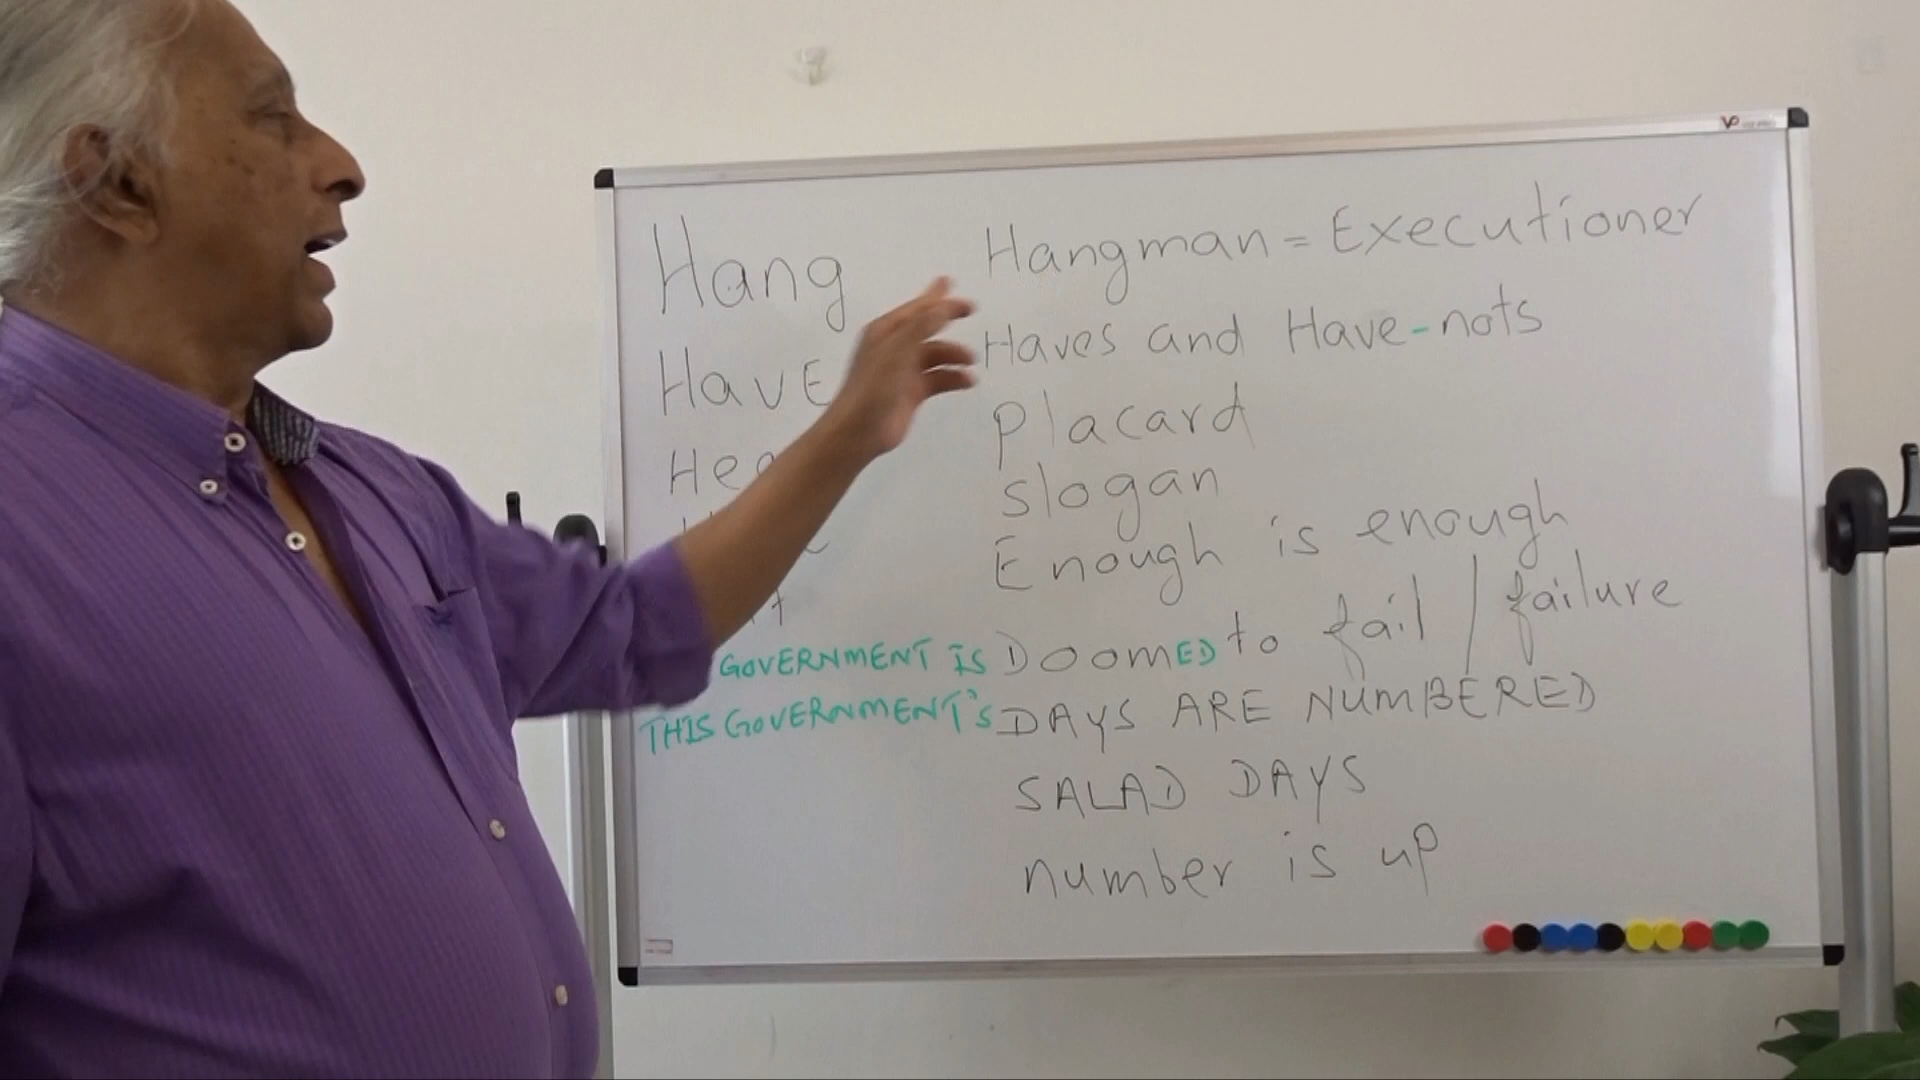 Hang
Have
Hangman = Executioner
Haves and Have-nots
Placard
slogan
Enough is enough
GOVERNMENT IS DOOMED to fail / failure
THIS GOVERNMENT'S DAYS ARE NUMBERED
SALAD DAYS
number is up